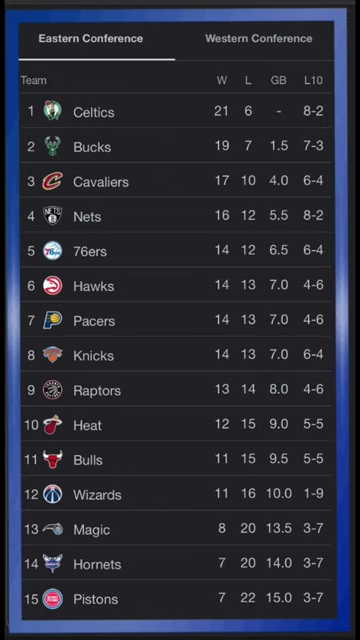 Eastern Conference Western Conference
Team W L GB L10
1 Celtics 21 6 - 8-2
2 Bucks 19 7 1.5 7-3
3 Cavaliers 17 10 4.0 6-4
4 NETS B Nets 16 12 5.5 8-2
5 76ers 14 12 6.5 6-4
6 Hawks 14 13 7.0 4-6
7 Pacers 14 13 7.0 4-6
8 Knicks 14 13 7.0 6-4
9 Raptors 13 14 8.0 4-6
10 Heat 12 15 9.0 5-5
11 Bulls 11 15 9.5 5-5
12 Wizards 11 16 10.0 1-9
13 Magic 8 20 13.5 3-7
14 Hornets 7 20 14.0 3-7
15 Pistons 7 22 15.0 3-7